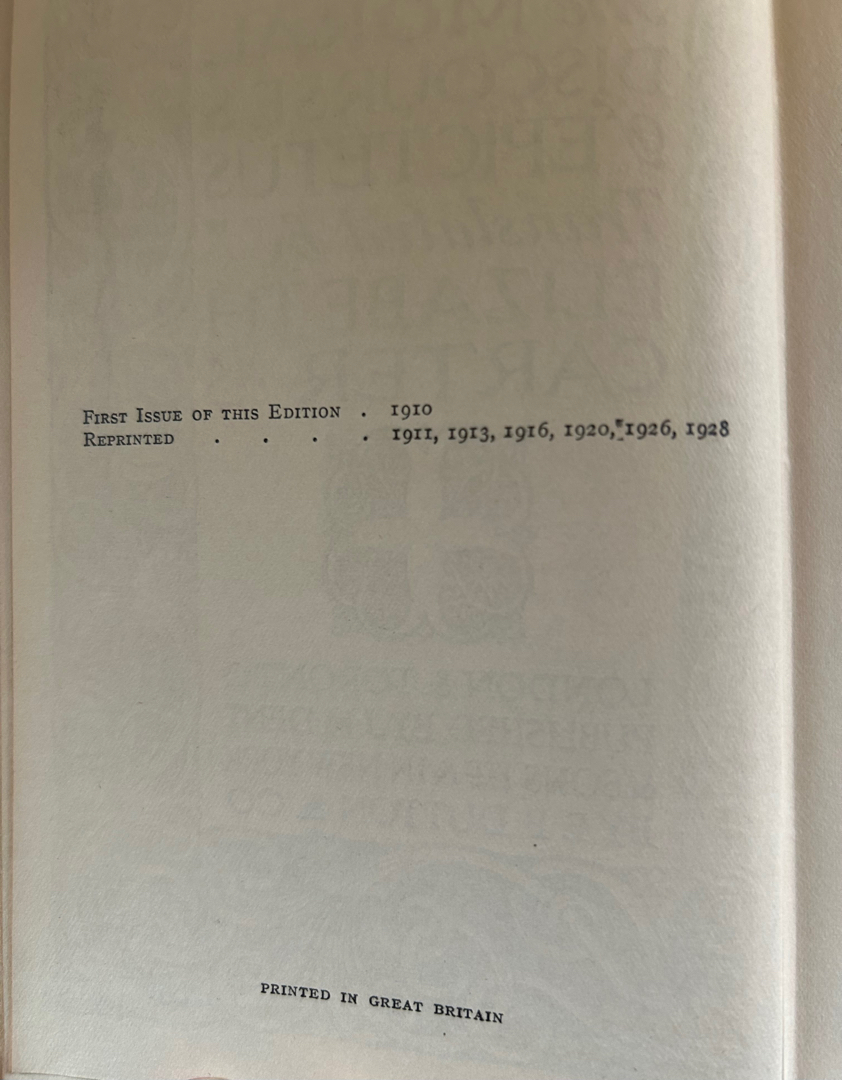 First Issue of this Edition . 1910
Reprinted . . . . 1911, 1913, 1916, 1920, 1926, 1928
PRINTED IN GREAT BRITAIN